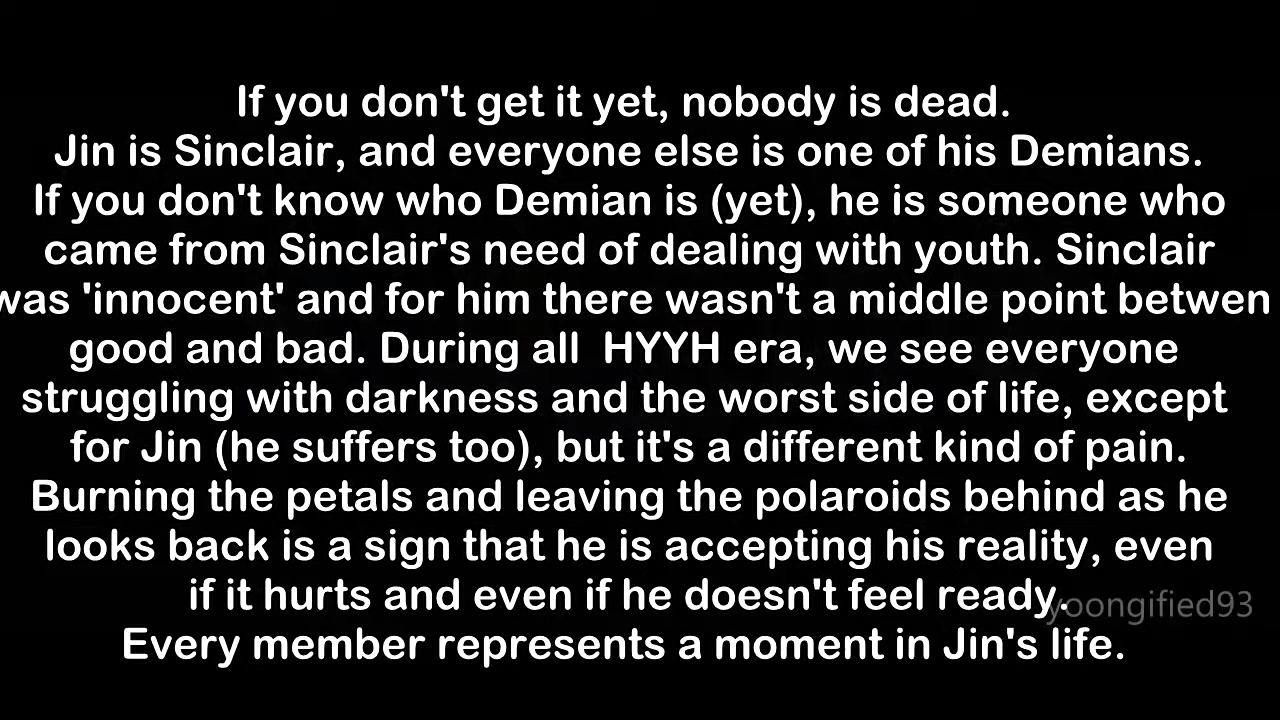 If you don't get it yet, nobody is dead.
Jin is Sinclair, and everyone else is one of his Demians.
If you don't know who Demian is (yet), he is someone who
came from Sinclair's need of dealing with youth. Sinclair
was 'innocent' and for him there wasn't a middle point betwen
good and bad. During all  HYYH era, we see everyone
struggling with darkness and the worst side of life, except
for Jin (he suffers too), but it's a different kind of pain.
Burning the petals and leaving the polaroids behind as he
looks back is a sign that he is accepting his reality, even
if it hurts and even if he doesn't feel ready.
yoongified93
Every member represents a moment in Jin's life.